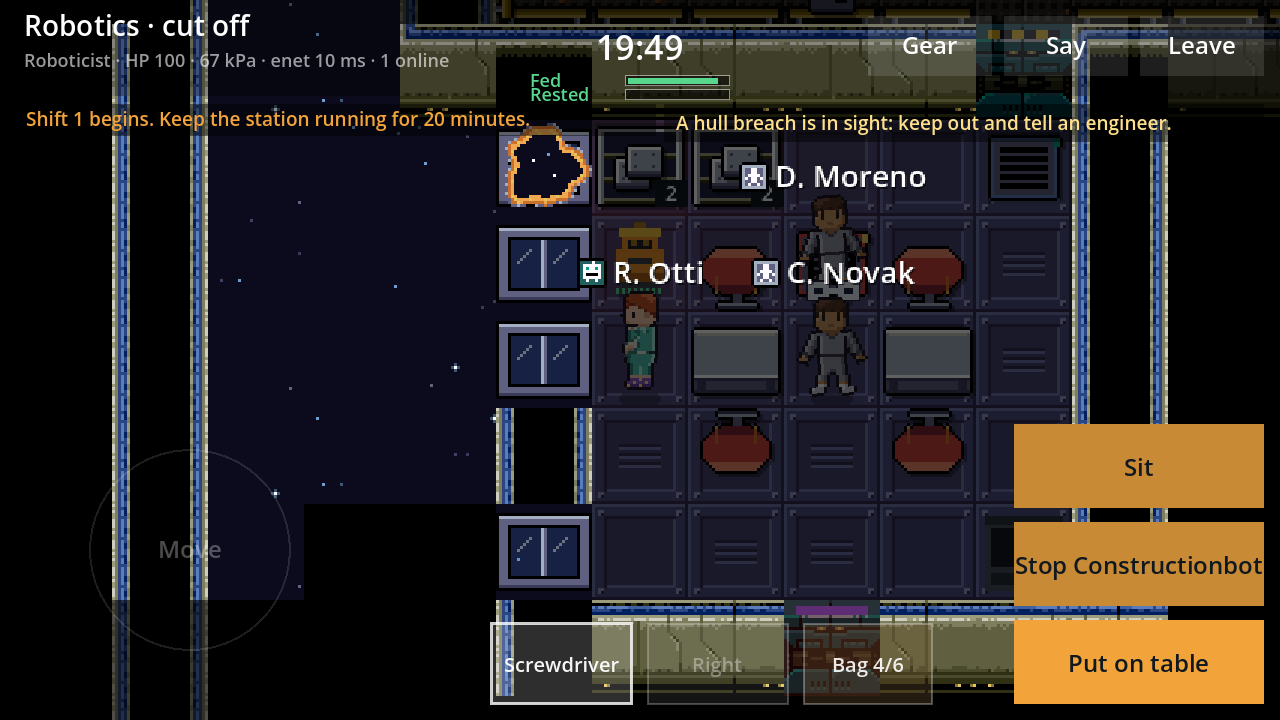 Robotics · cut off
Roboticist · HP 100 · 67 kPa · enet 10 ms · 1 online
19:49
Gear
Say
Leave
Fed
Rested
Shift 1 begins. Keep the station running for 20 minutes.
A hull breach is in sight: keep out and tell an engineer.
2
2
D. Moreno
R. Otti
C. Novak
Move
Sit
Stop Constructionbot
Put on table
Screwdriver
Right
Bag 4/6